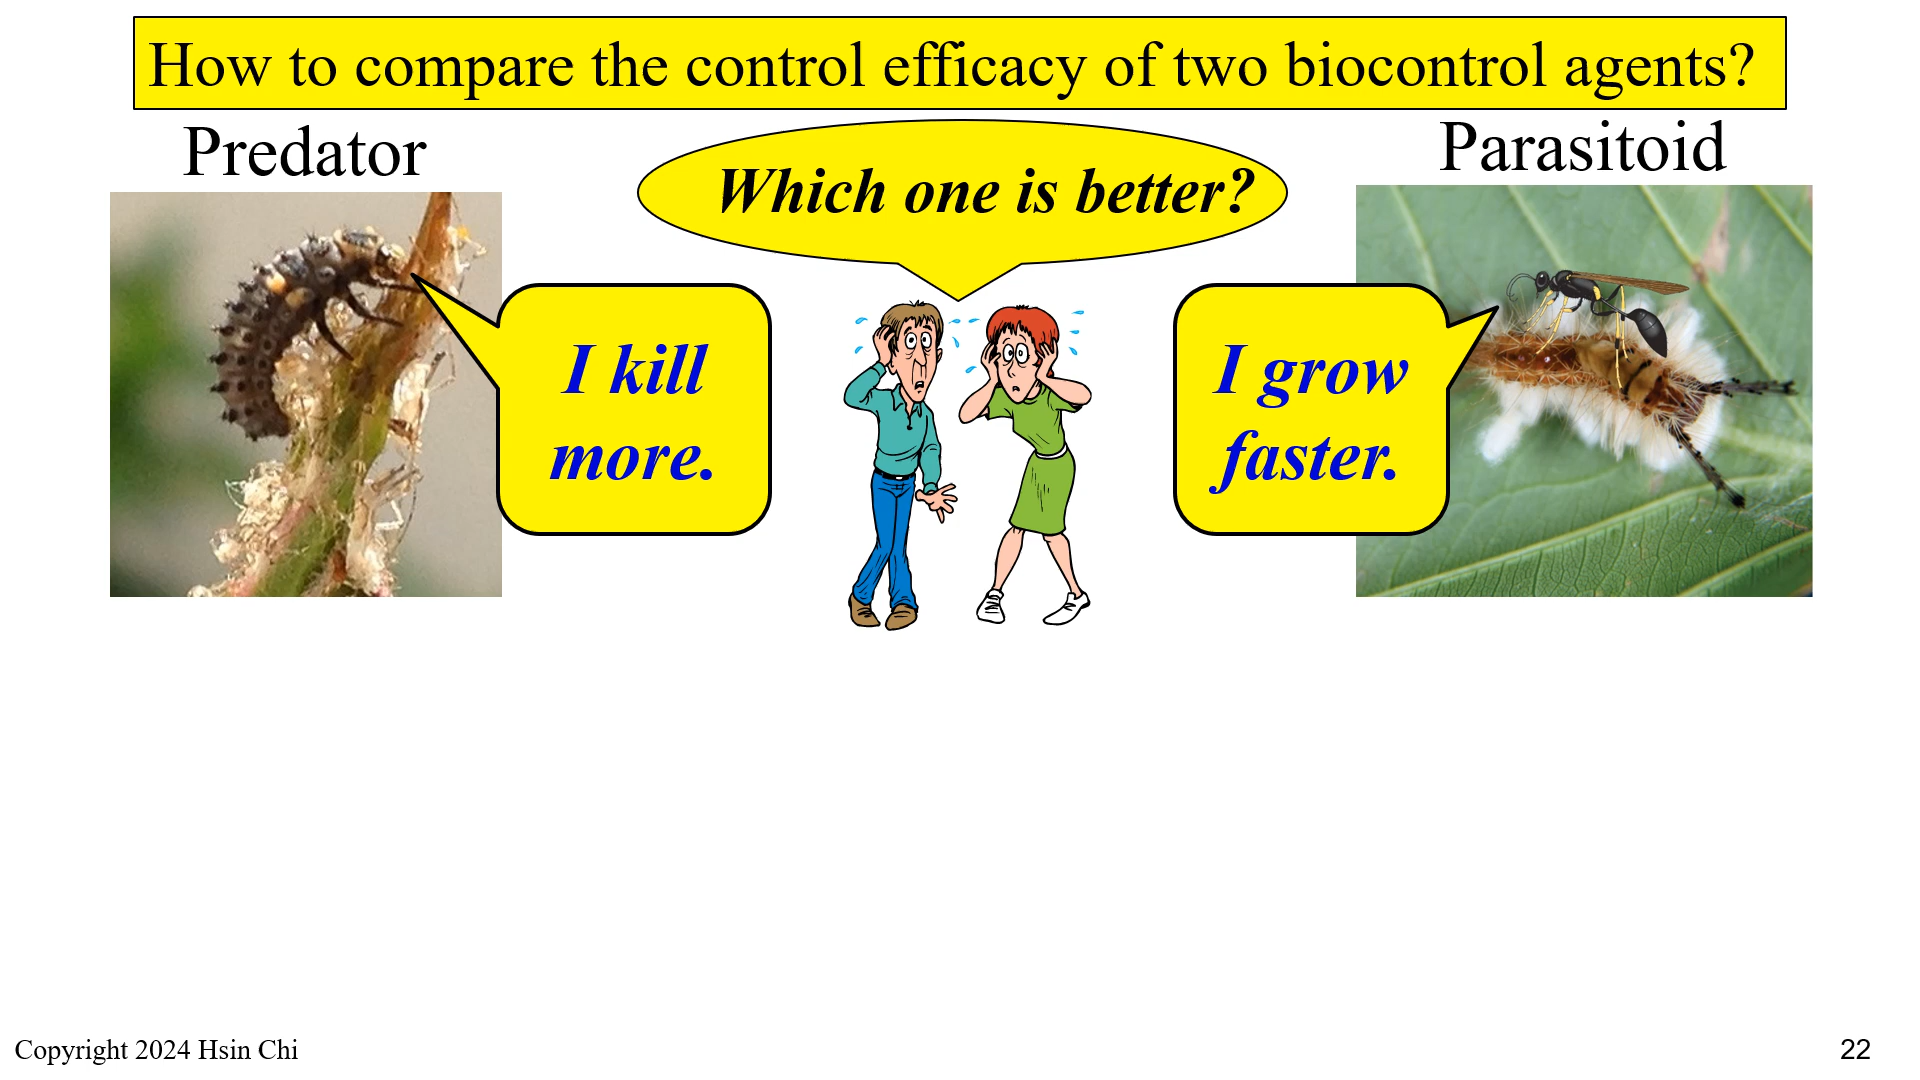 How to compare the control efficacy of two biocontrol agents?
Predator
Parasitoid
Which one is better?
I kill
more.
I grow
faster.
Copyright 2024 Hsin Chi
22